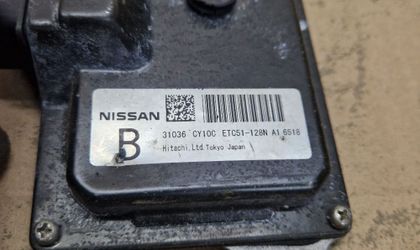 NISSAN
B
31036 CY10C ETC51-128N A1 6518
Hitachi,Ltd.Tokyo Japan